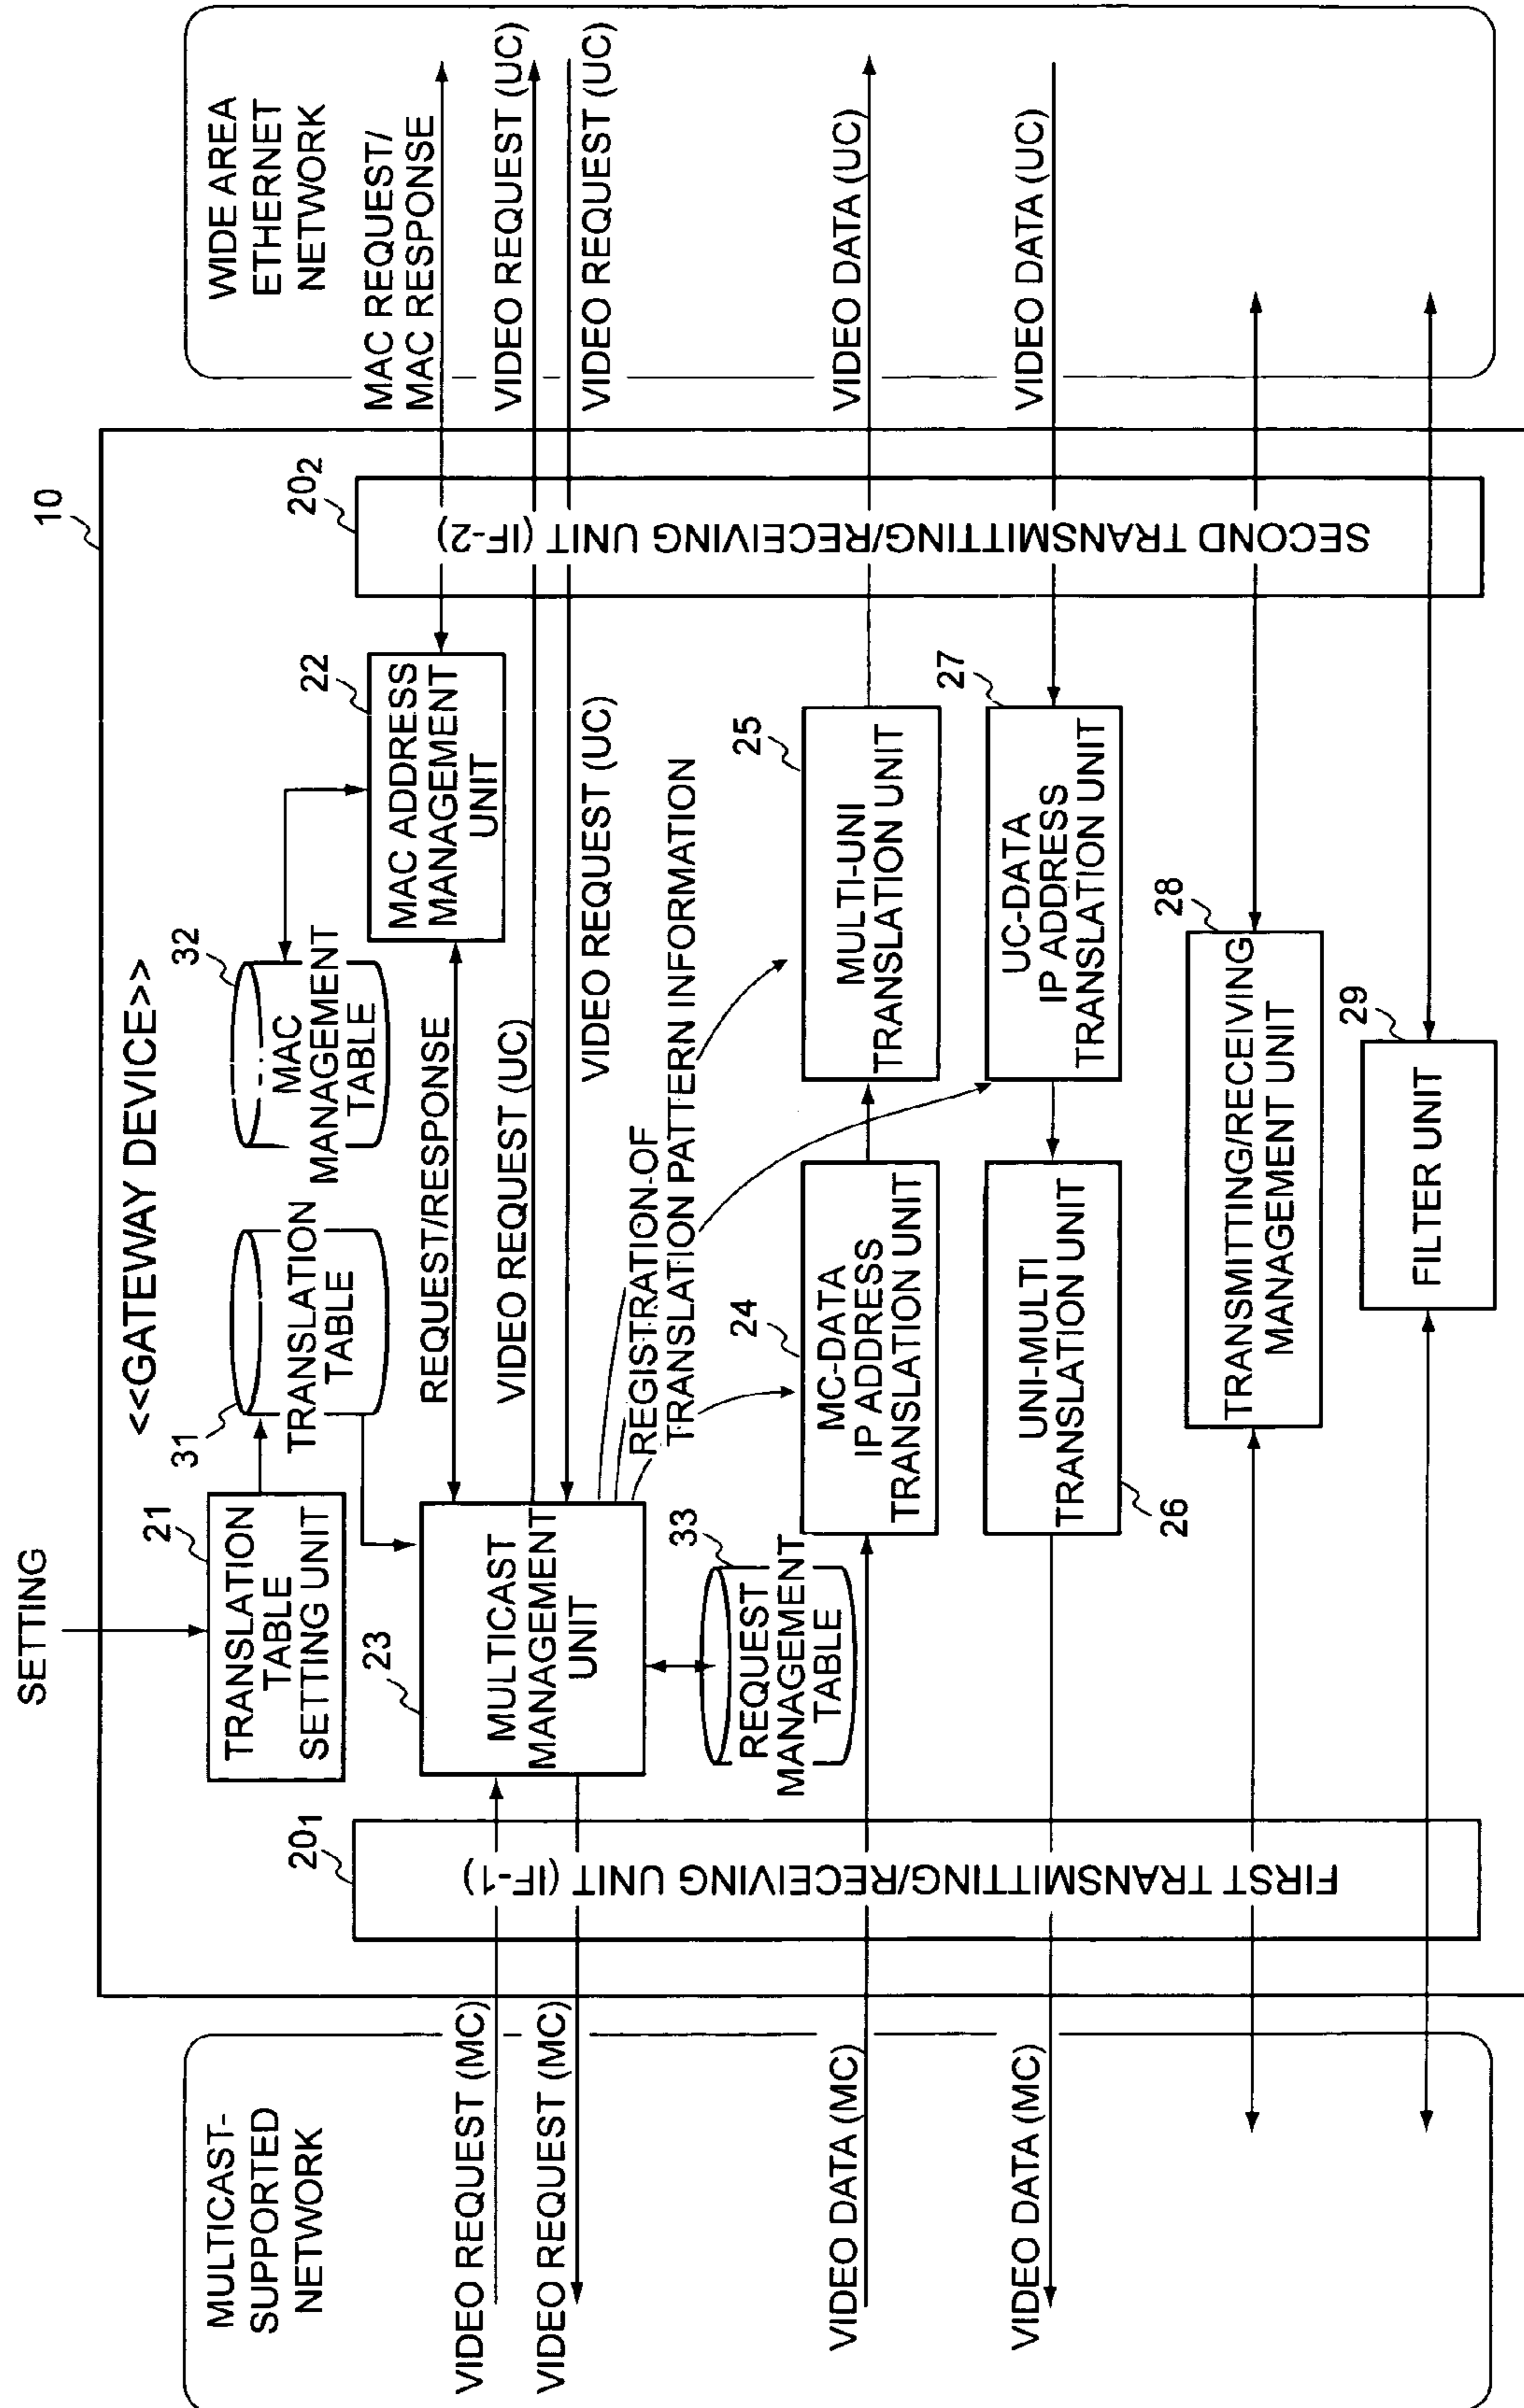 SETTING
10
<<GATEWAY DEVICE>>
MULTICAST-
SUPPORTED
NETWORK
WIDE AREA
ETHERNET
NETWORK
21
TRANSLATION
TABLE
SETTING UNIT
31
TRANSLATION
TABLE
32
MAC
MANAGEMENT
TABLE
22
MAC ADDRESS
MANAGEMENT
UNIT
MAC REQUEST/
MAC RESPONSE
REQUEST/RESPONSE
23
MULTICAST
MANAGEMENT
UNIT
VIDEO REQUEST (MC)
VIDEO REQUEST (MC)
VIDEO REQUEST (UC)
VIDEO REQUEST (UC)
VIDEO REQUEST (UC)
VIDEO REQUEST (UC)
REGISTRATION OF
TRANSLATION PATTERN INFORMATION
33
REQUEST
MANAGEMENT
TABLE
201
FIRST TRANSMITTING/RECEIVING UNIT (IF-1)
202
SECOND TRANSMITTING/RECEIVING UNIT (IF-2)
VIDEO DATA (MC)
24
MC-DATA
IP ADDRESS
TRANSLATION UNIT
25
MULTI-UNI
TRANSLATION UNIT
VIDEO DATA (UC)
VIDEO DATA (MC)
UNI-MULTI
TRANSLATION UNIT
26
27
UC-DATA
IP ADDRESS
TRANSLATION UNIT
VIDEO DATA (UC)
28
TRANSMITTING/RECEIVING
MANAGEMENT UNIT
29
FILTER UNIT